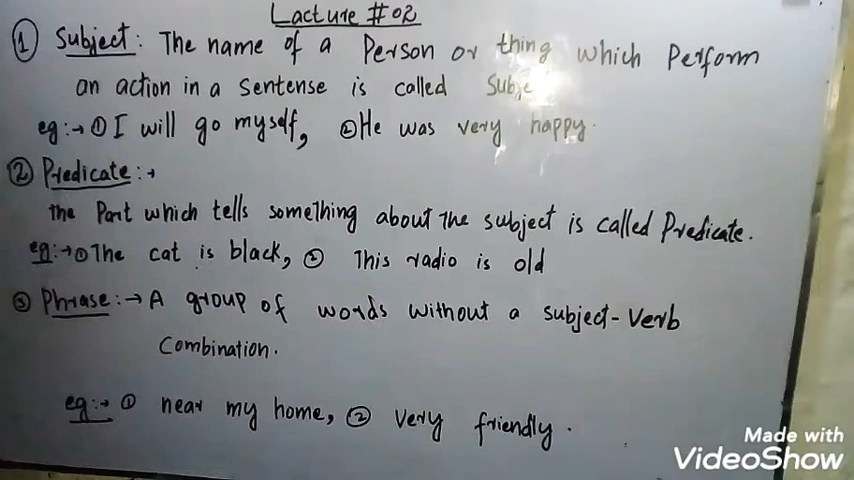 Lacture #02
① Subject: The name of a Person or thing which Perform
an action in a sentense is called Subje
eg:→ ① I will go myself, ② He was very happy.
② Predicate:→
the Part which tells something about the subject is called Predicate.
eg:→ ① The cat is black, ② This radio is old
③ Phrase:→ A group of words without a subject-verb
Combination.
eg:→ ① near my home, ② very friendly.
Made with
VideoShow